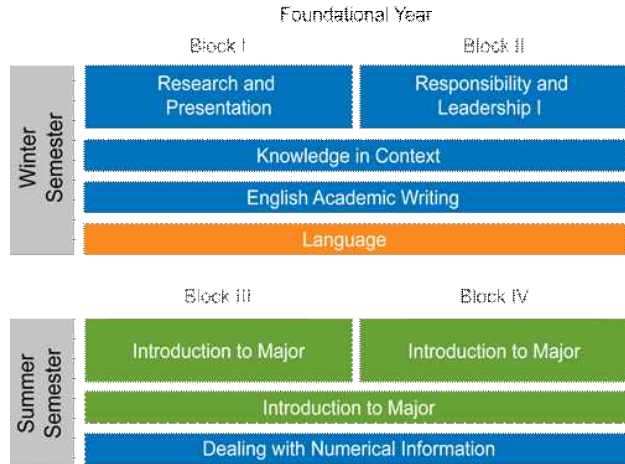 Foundational Year
Block I
Block II
Winter
Semester
Research and
Presentation
Responsibility and
Leadership I
Knowledge in Context
English Academic Writing
Language
Block III
Block IV
Summer
Semester
Introduction to Major
Introduction to Major
Introduction to Major
Dealing with Numerical Information